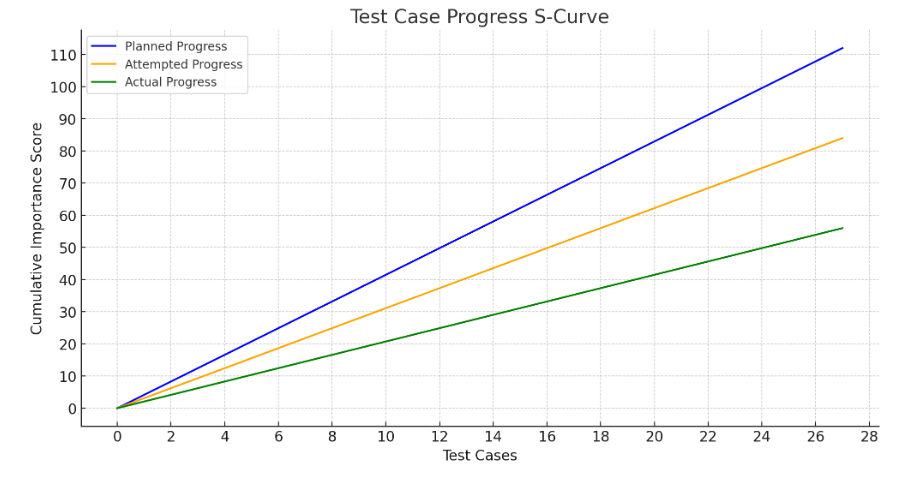 Test Case Progress S-Curve
Planned Progress
Attempted Progress
Actual Progress
110
100
90
80
70
60
50
40
30
20
10
0
Cumulative Importance Score
0 2 4 6 8 10 12 14 16 18 20 22 24 26 28
Test Cases